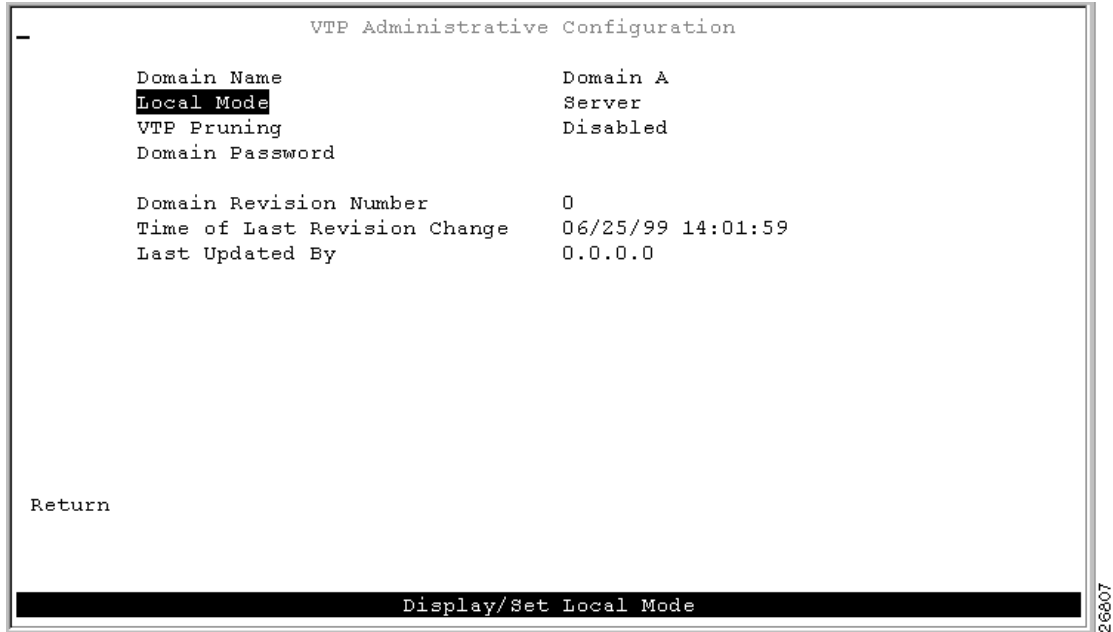 VTP Administrative Configuration
Domain Name Domain A
Local Mode Server
VTP Pruning Disabled
Domain Password
Domain Revision Number 0
Time of Last Revision Change 06/25/99 14:01:59
Last Updated By 0.0.0.0
Return
Display/Set Local Mode
26807